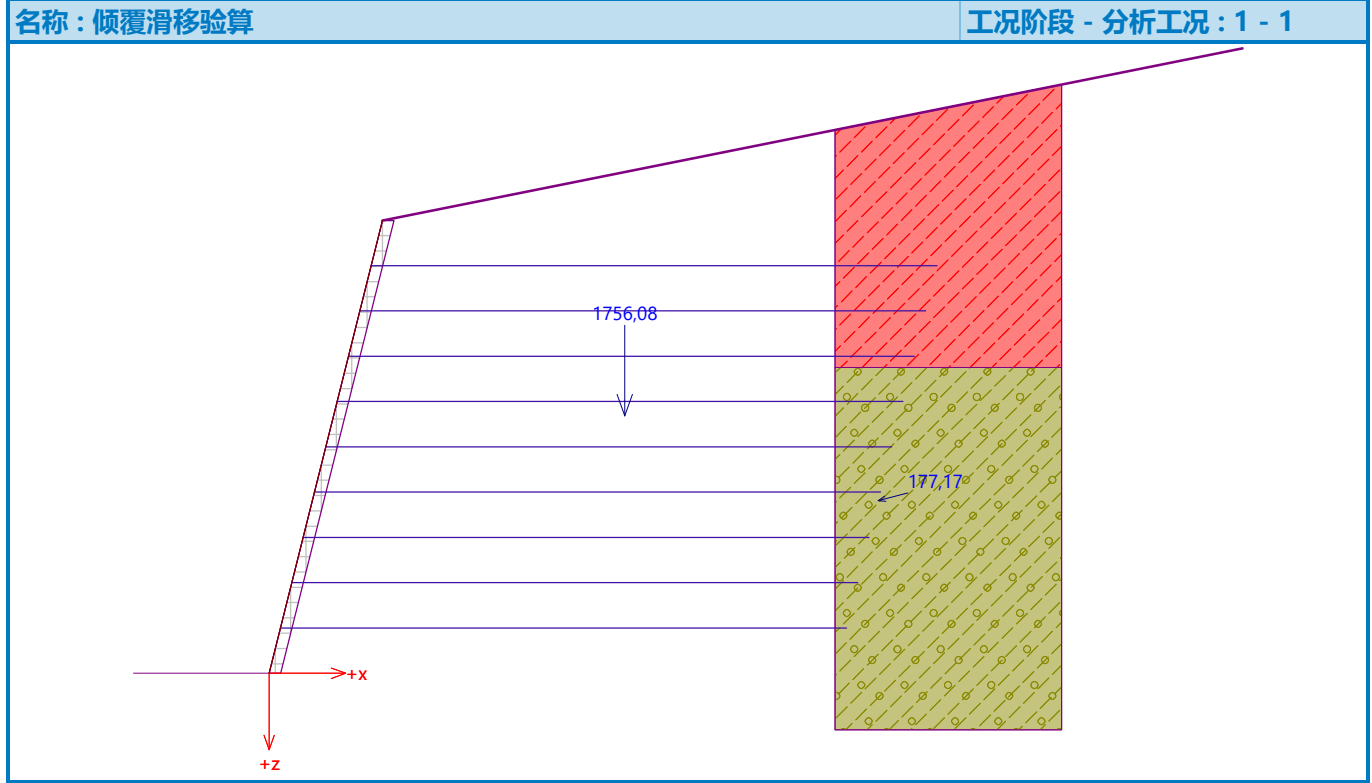 名称 : 倾覆滑移验算
工况阶段 - 分析工况 : 1 - 1
1756,08
177,17
+x
+z